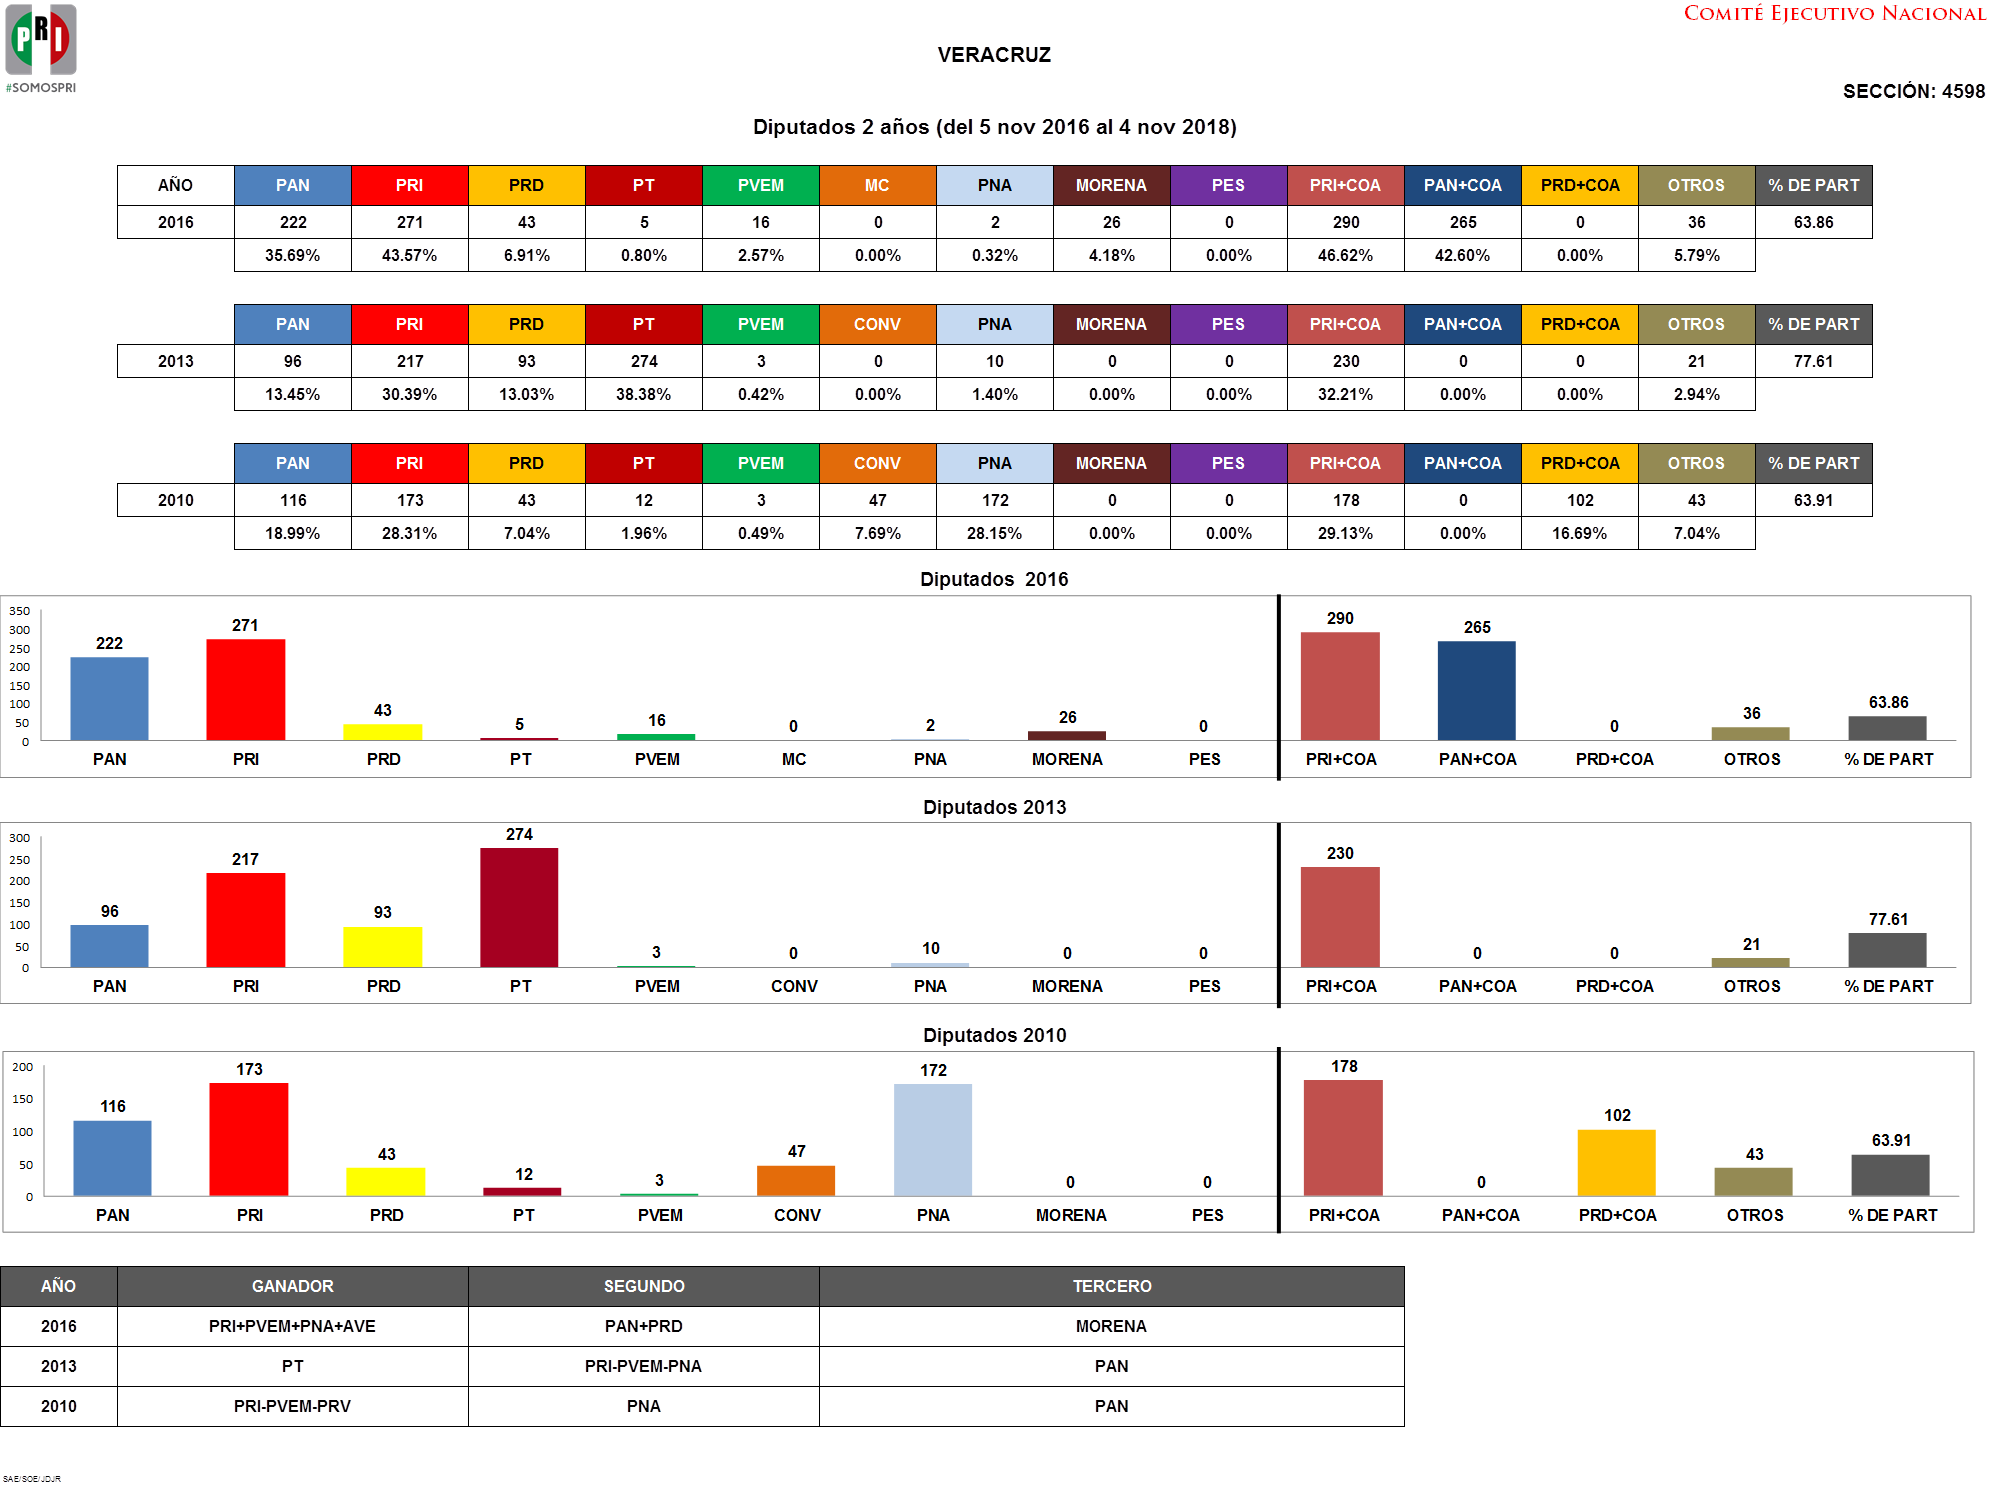 COMITÉ EJECUTIVO NACIONAL
PRI
#SOMOSPRI
VERACRUZ
SECCIÓN: 4598
Diputados 2 años (del 5 nov 2016 al 4 nov 2018)
AÑO PAN PRI PRD PT PVEM MC PNA MORENA PES PRI+COA PAN+COA PRD+COA OTROS % DE PART
2016 222 271 43 5 16 0 2 26 0 290 265 0 36 63.86
35.69% 43.57% 6.91% 0.80% 2.57% 0.00% 0.32% 4.18% 0.00% 46.62% 42.60% 0.00% 5.79%
PAN PRI PRD PT PVEM CONV PNA MORENA PES PRI+COA PAN+COA PRD+COA OTROS % DE PART
2013 96 217 93 274 3 0 10 0 0 230 0 0 21 77.61
13.45% 30.39% 13.03% 38.38% 0.42% 0.00% 1.40% 0.00% 0.00% 32.21% 0.00% 0.00% 2.94%
PAN PRI PRD PT PVEM CONV PNA MORENA PES PRI+COA PAN+COA PRD+COA OTROS % DE PART
2010 116 173 43 12 3 47 172 0 0 178 0 102 43 63.91
18.99% 28.31% 7.04% 1.96% 0.49% 7.69% 28.15% 0.00% 0.00% 29.13% 0.00% 16.69% 7.04%
Diputados 2016
350
300
250
200
150
100
50
0
222 271 43 5 16 0 2 26 0 290 265 0 36 63.86
PAN PRI PRD PT PVEM MC PNA MORENA PES PRI+COA PAN+COA PRD+COA OTROS % DE PART
Diputados 2013
300
250
200
150
100
50
0
96 217 93 274 3 0 10 0 0 230 0 0 21 77.61
PAN PRI PRD PT PVEM CONV PNA MORENA PES PRI+COA PAN+COA PRD+COA OTROS % DE PART
Diputados 2010
200
150
100
50
0
116 173 43 12 3 47 172 0 0 178 0 102 43 63.91
PAN PRI PRD PT PVEM CONV PNA MORENA PES PRI+COA PAN+COA PRD+COA OTROS % DE PART
AÑO GANADOR SEGUNDO TERCERO
2016 PRI+PVEM+PNA+AVE PAN+PRD MORENA
2013 PT PRI-PVEM-PNA PAN
2010 PRI-PVEM-PRV PNA PAN
SAE/SOE/JDJR